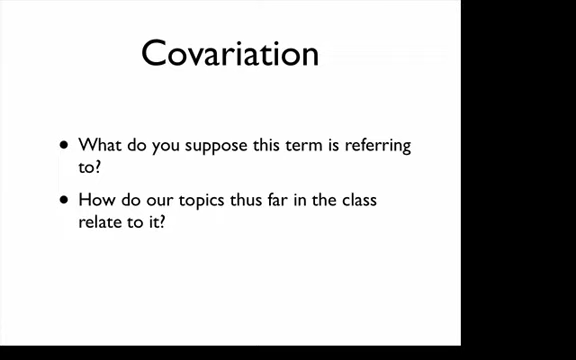 Covariation
• What do you suppose this term is referring
to?
• How do our topics thus far in the class
relate to it?